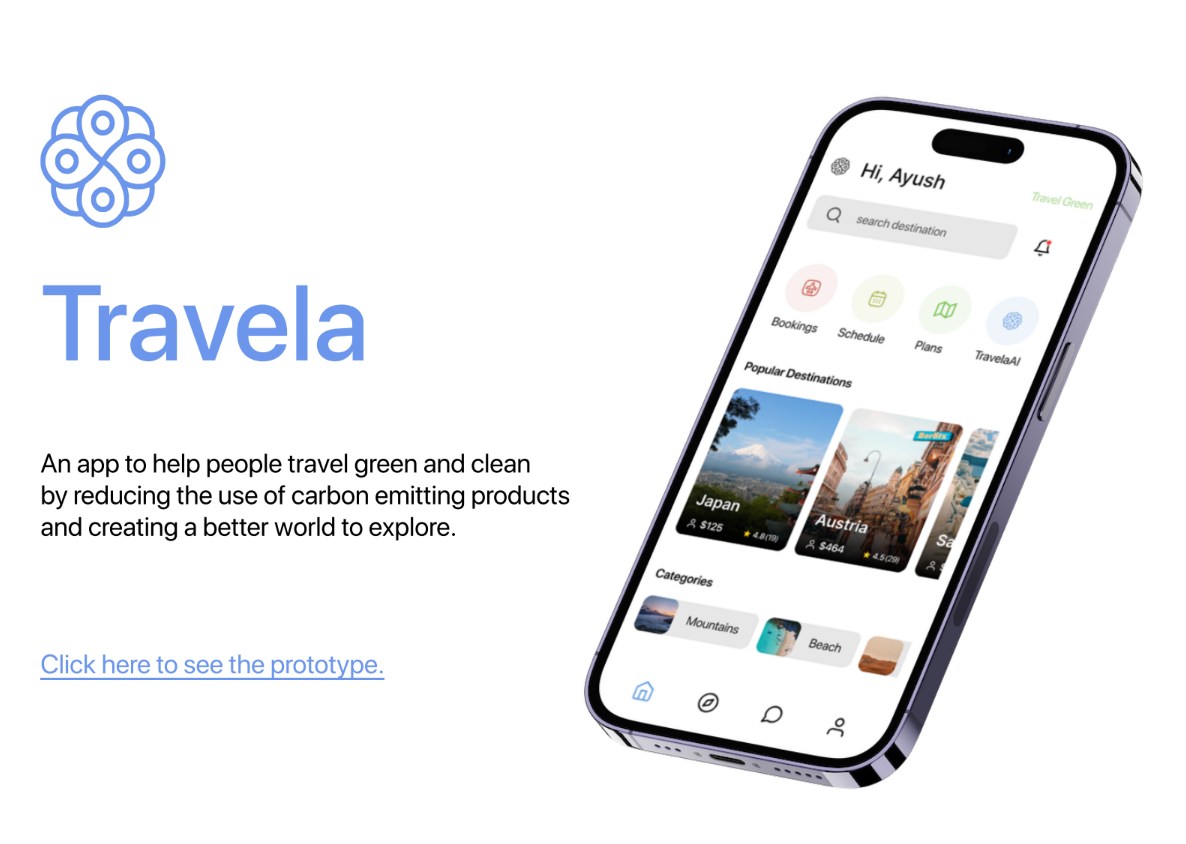 Travela
An app to help people travel green and clean
by reducing the use of carbon emitting products
and creating a better world to explore.
Click here to see the prototype.
Hi, Ayush
Travel Green
search destination
Bookings
Schedule
Plans
TravelaAI
Popular Destinations
Berlitz
Japan
$125
4.8(19)
Austria
$464
4.5(29)
Sa
Categories
Mountains
Beach